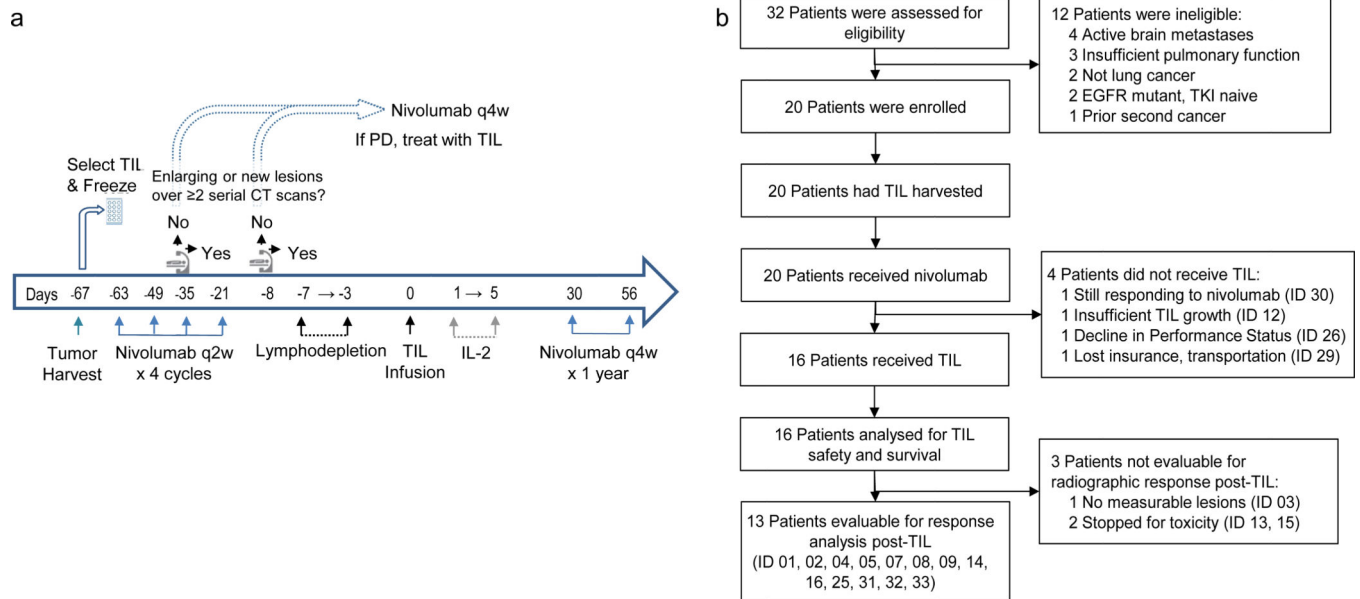 a
Nivolumab q4w
If PD, treat with TIL
Select TIL
& Freeze
Enlarging or new lesions
over ≥2 serial CT scans?
No
Yes
No
Yes
Days -67 -63 -49 -35 -21 -8 -7 → -3 0 1 → 5 30 56
Tumor
Harvest
Nivolumab q2w
x 4 cycles
Lymphodepletion
TIL
Infusion
IL-2
Nivolumab q4w
x 1 year
b
32 Patients were assessed for
eligibility
12 Patients were ineligible:
4 Active brain metastases
3 Insufficient pulmonary function
2 Not lung cancer
2 EGFR mutant, TKI naive
1 Prior second cancer
20 Patients were enrolled
20 Patients had TIL harvested
20 Patients received nivolumab
4 Patients did not receive TIL:
1 Still responding to nivolumab (ID 30)
1 Insufficient TIL growth (ID 12)
1 Decline in Performance Status (ID 26)
1 Lost insurance, transportation (ID 29)
16 Patients received TIL
16 Patients analysed for TIL
safety and survival
3 Patients not evaluable for
radiographic response post-TIL:
1 No measurable lesions (ID 03)
2 Stopped for toxicity (ID 13, 15)
13 Patients evaluable for response
analysis post-TIL
(ID 01, 02, 04, 05, 07, 08, 09, 14,
16, 25, 31, 32, 33)